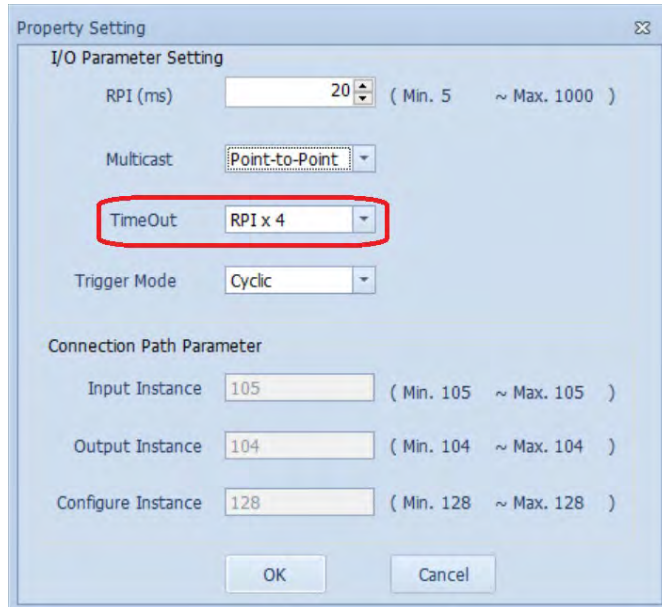 Property Setting
I/O Parameter Setting
RPI (ms) 20 ( Min. 5 ~ Max. 1000 )
Multicast Point-to-Point
TimeOut RPI x 4
Trigger Mode Cyclic
Connection Path Parameter
Input Instance 105 ( Min. 105 ~ Max. 105 )
Output Instance 104 ( Min. 104 ~ Max. 104 )
Configure Instance 128 ( Min. 128 ~ Max. 128 )
OK Cancel